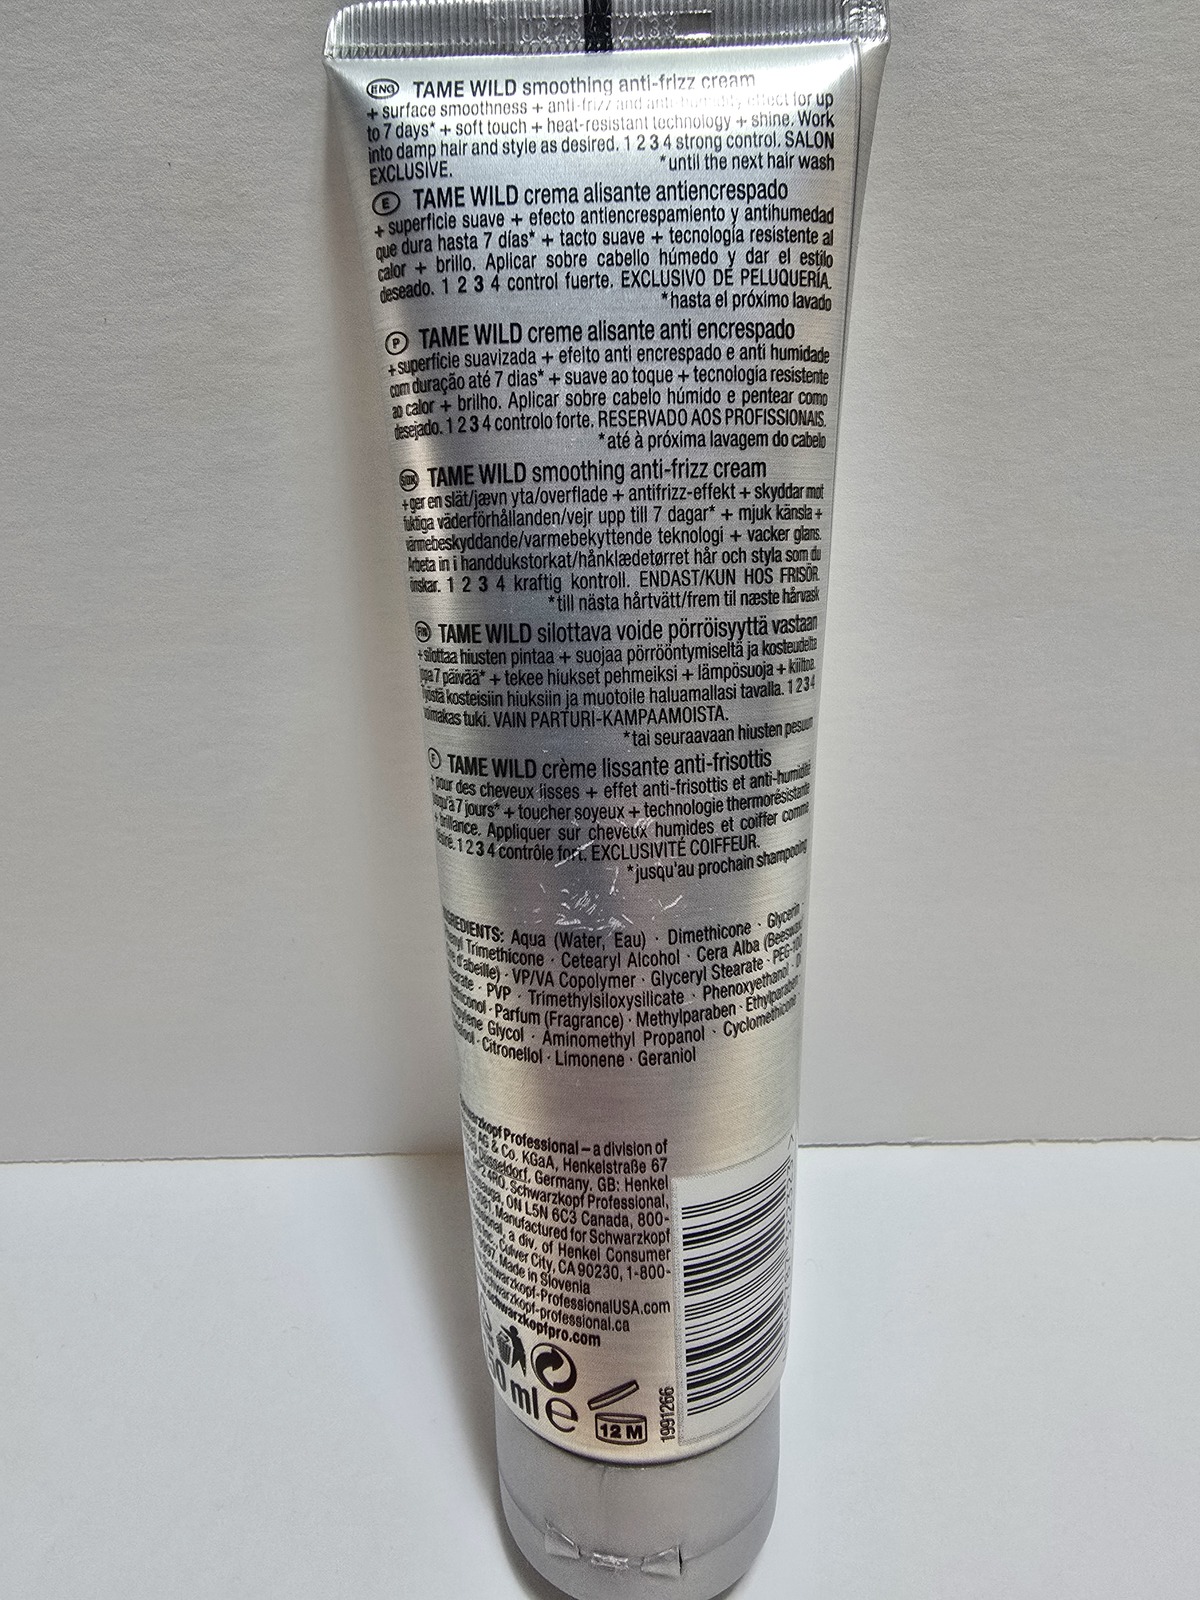 ENG TAME WILD smoothing anti-frizz cream
+ surface smoothness + anti-frizz and anti-humidity effect for up
to 7 days* + soft touch + heat-resistant technology + shine. Work
into damp hair and style as desired. 1 2 3 4 strong control. SALON
EXCLUSIVE. *until the next hair wash
E TAME WILD crema alisante antiencrespado
+ superficie suave + efecto antiencrespamiento y antihumedad
que dura hasta 7 días* + tacto suave + tecnología resistente al
calor + brillo. Aplicar sobre cabello húmedo y dar el estilo
deseado. 1 2 3 4 control fuerte. EXCLUSIVO DE PELUQUERÍA.
*hasta el próximo lavado
P TAME WILD creme alisante anti encrespado
+ superfície suavizada + efeito anti encrespado e anti humidade
com duração até 7 dias* + suave ao toque + tecnologia resistente
ao calor + brilho. Aplicar sobre cabelo húmido e pentear como
desejado. 1 2 3 4 controlo forte. RESERVADO AOS PROFISSIONAIS.
*até à próxima lavagem do cabelo
TAME WILD smoothing anti-frizz cream
+ ger en slät/jævn yta/overflade + antifrizz-effekt + skyddar mot
fuktiga väderförhållanden/vejr upp till 7 dagar* + mjuk känsla +
värmebeskyddande/varmebekyttende teknologi + vacker glans.
Arbeta in i handdukstorkat/hånklædetørret hår och styla som du
önskar. 1 2 3 4 kraftig kontroll. ENDAST/KUN HOS FRISÖR.
*till nästa hårtvätt/frem til næste hårvask
FIN TAME WILD silottava voide pörröisyyttä vastaan
+ silottaa hiusten pintaa + suojaa pörrööntymiseltä ja kosteudelta
jopa 7 päivää* + tekee hiukset pehmeiksi + lämpösuoja + kiiltoa.
Työstä kosteisiin hiuksiin ja muotoile haluamallasi tavalla. 1 2 3 4
voimakas tuki. VAIN PARTURI-KAMPAAMOISTA.
*tai seuraavaan hiusten pesuun
F TAME WILD crème lissante anti-frisottis
+ pour des cheveux lisses + effet anti-frisottis et anti-humidité
jusqu'à 7 jours* + toucher soyeux + technologie thermorésistante
+ brillance. Appliquer sur cheveux humides et coiffer comme
désiré. 1 2 3 4 contrôle fort. EXCLUSIVITÉ COIFFEUR.
*jusqu'au prochain shampooing
INGREDIENTS: Aqua (Water, Eau) · Dimethicone · Glycerin ·
Trimethicone · Cetearyl Alcohol · Cera Alba (Beeswax,
d'abeille) · VP/VA Copolymer · Glyceryl Stearate · PEG-100
· PVP · Trimethylsiloxysilicate · Phenoxyethanol ·
· Parfum (Fragrance) · Methylparaben · Ethylparaben ·
Glycol · Aminomethyl Propanol · Cyclomethicone ·
· Citronellol · Limonene · Geraniol
Schwarzkopf Professional – a division of
AG & Co. KGaA, Henkelstraße 67
Düsseldorf, Germany. GB: Henkel
4RQ. Schwarzkopf Professional,
ON L5N 6C3 Canada, 800-
Manufactured for Schwarzkopf
a div. of Henkel Consumer
Culver City, CA 90230, 1-800-
Made in Slovenia
schwarzkopf-ProfessionalUSA.com
schwarzkopf-professional.ca
schwarzkopfpro.com
ml e
12 M
1991266